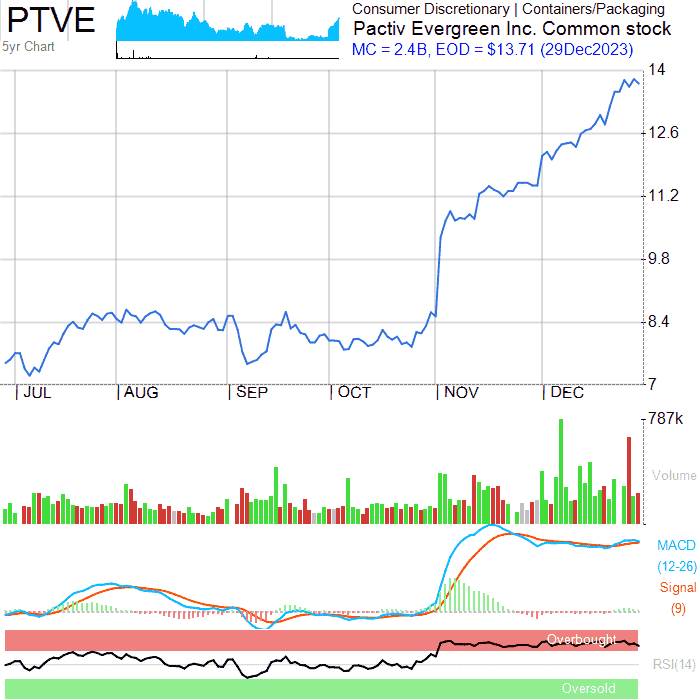 PTVE
5yr Chart
Consumer Discretionary | Containers/Packaging
Pactiv Evergreen Inc. Common stock
MC = 2.4B, EOD = $13.71 (29Dec2023)
14
12.6
11.2
9.8
8.4
7
JUL AUG SEP OCT NOV DEC
787k
Volume
MACD
(12-26)
Signal
(9)
Overbought
RSI(14)
Oversold